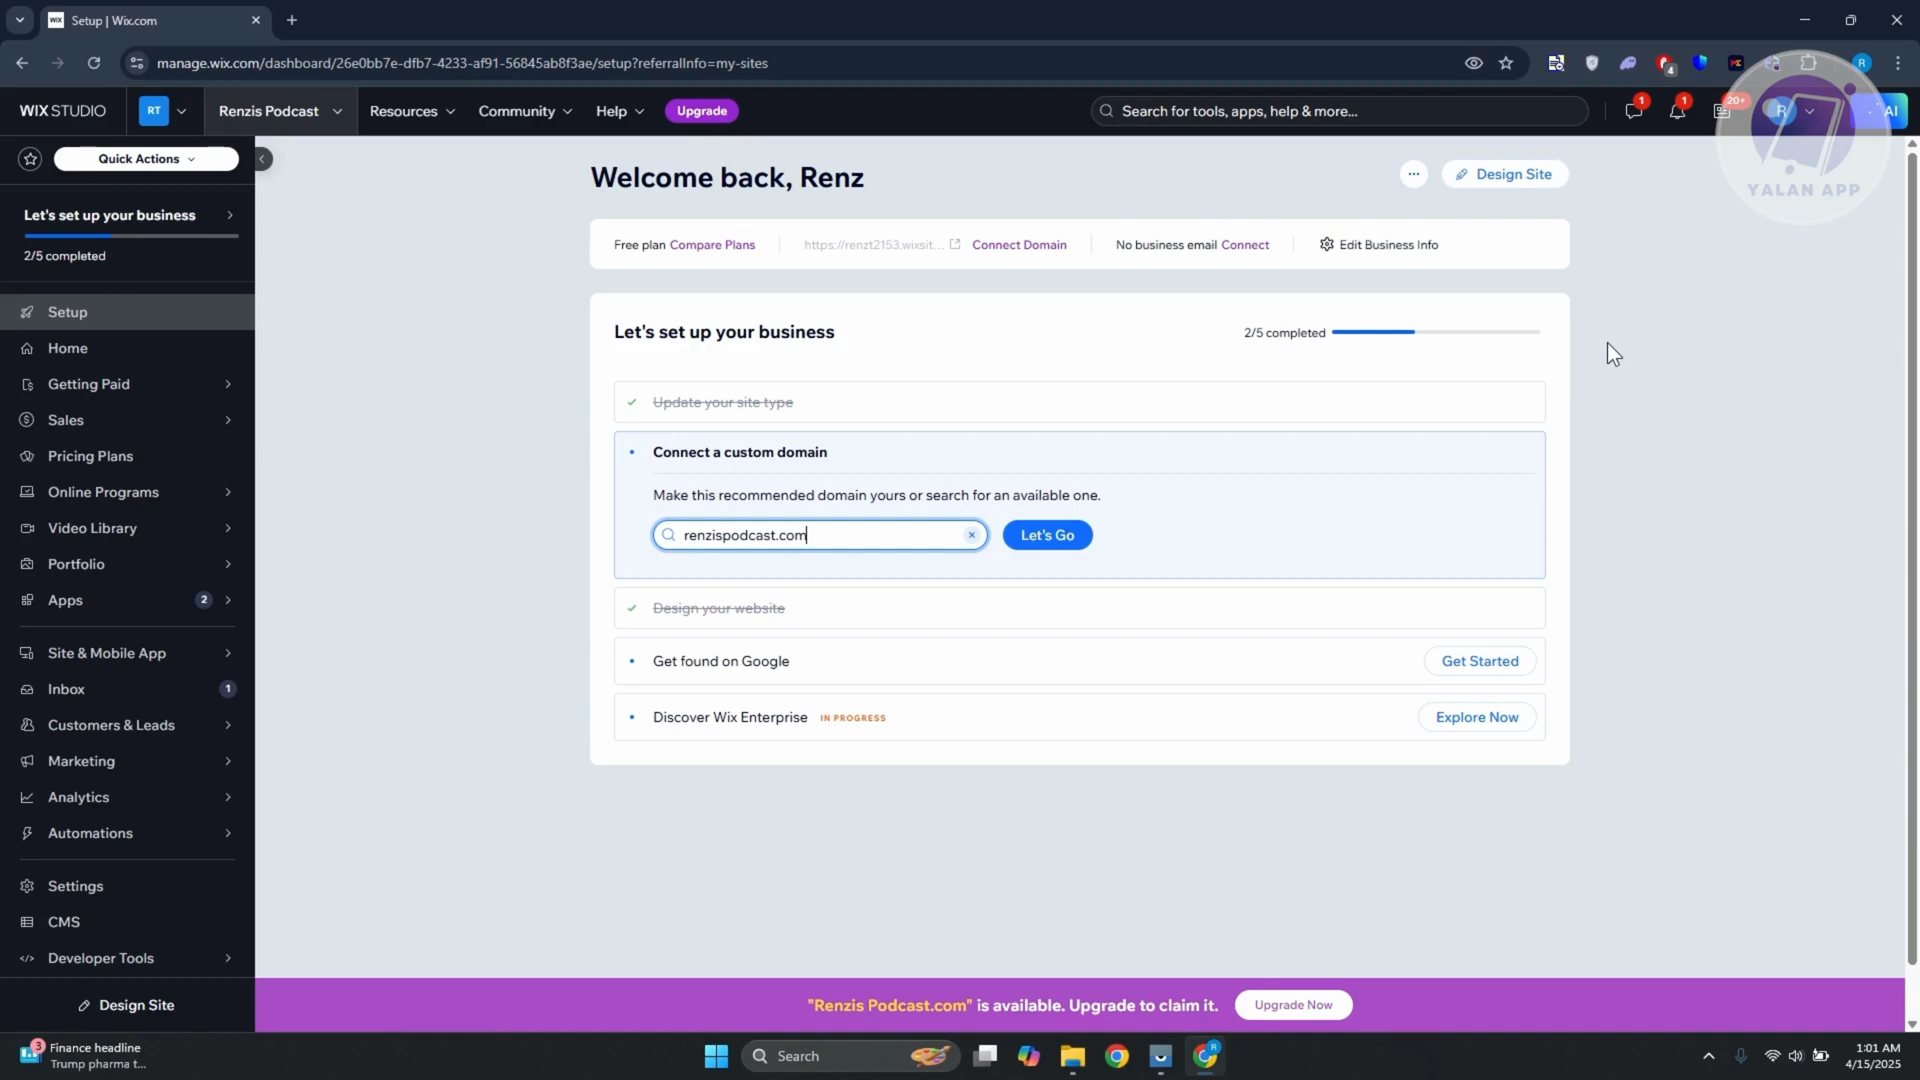 Setup | Wix.com
manage.wix.com/dashboard/26e0bb7e-dfb7-4233-af91-56845ab8f3ae/setup?referralInfo=my-sites
4
R
WIX STUDIO
RT
Renzis Podcast
Resources
Community
Help
Upgrade
Search for tools, apps, help & more...
1
1
20+
R
AI
YALAN APP
Quick Actions
Let's set up your business
2/5 completed
Setup
Home
Getting Paid
Sales
Pricing Plans
Online Programs
Video Library
Portfolio
Apps 2
Site & Mobile App
Inbox 1
Customers & Leads
Marketing
Analytics
Automations
Settings
CMS
Developer Tools
Design Site
Welcome back, Renz
Design Site
Free plan Compare Plans
https://renzt2153.wixsit... Connect Domain
No business email Connect
Edit Business Info
Let's set up your business
2/5 completed
Update your site type
Connect a custom domain
Make this recommended domain yours or search for an available one.
renzispodcast.com
Let's Go
Design your website
Get found on Google
Get Started
Discover Wix Enterprise IN PROGRESS
Explore Now
"Renzis Podcast.com" is available. Upgrade to claim it.
Upgrade Now
3
Finance headline
Trump pharma t...
Search
R
1:01 AM
4/15/2025